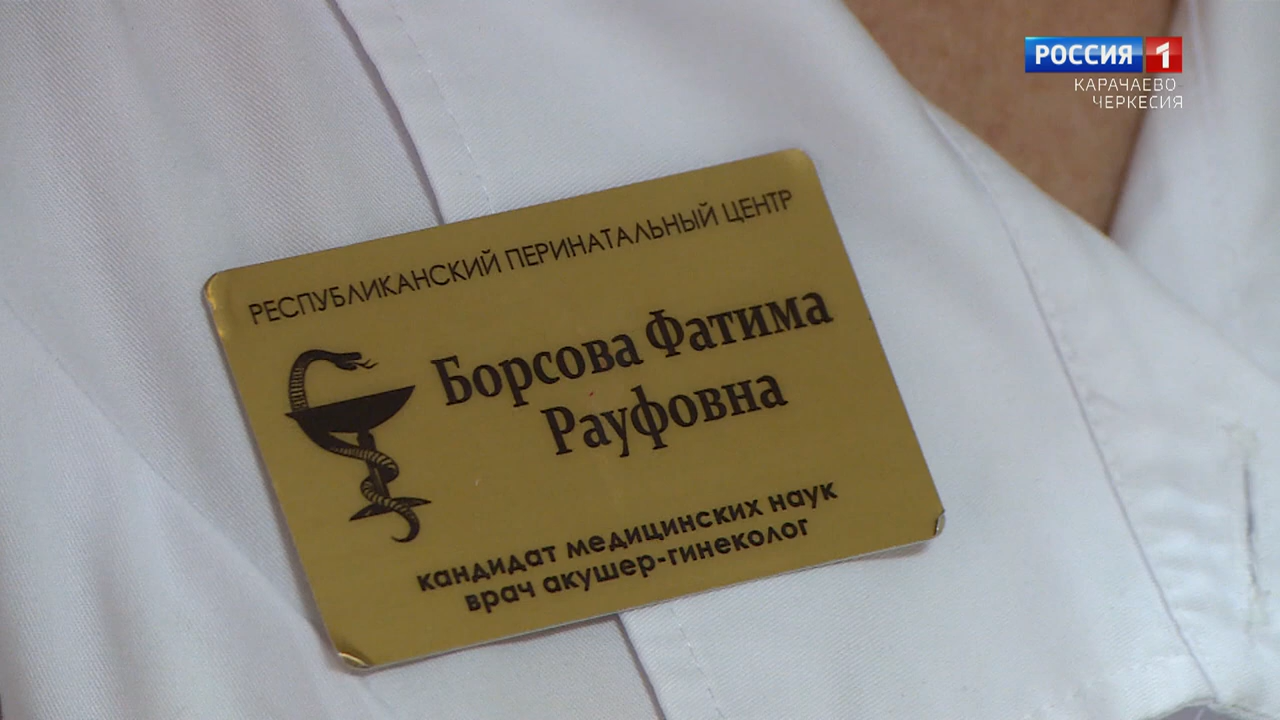 РОССИЯ 1
КАРАЧАЕВО
ЧЕРКЕСИЯ
РЕСПУБЛИКАНСКИЙ ПЕРИНАТАЛЬНЫЙ ЦЕНТР
Борсова Фатима
Рауфовна
кандидат медицинских наук
врач акушер-гинеколог